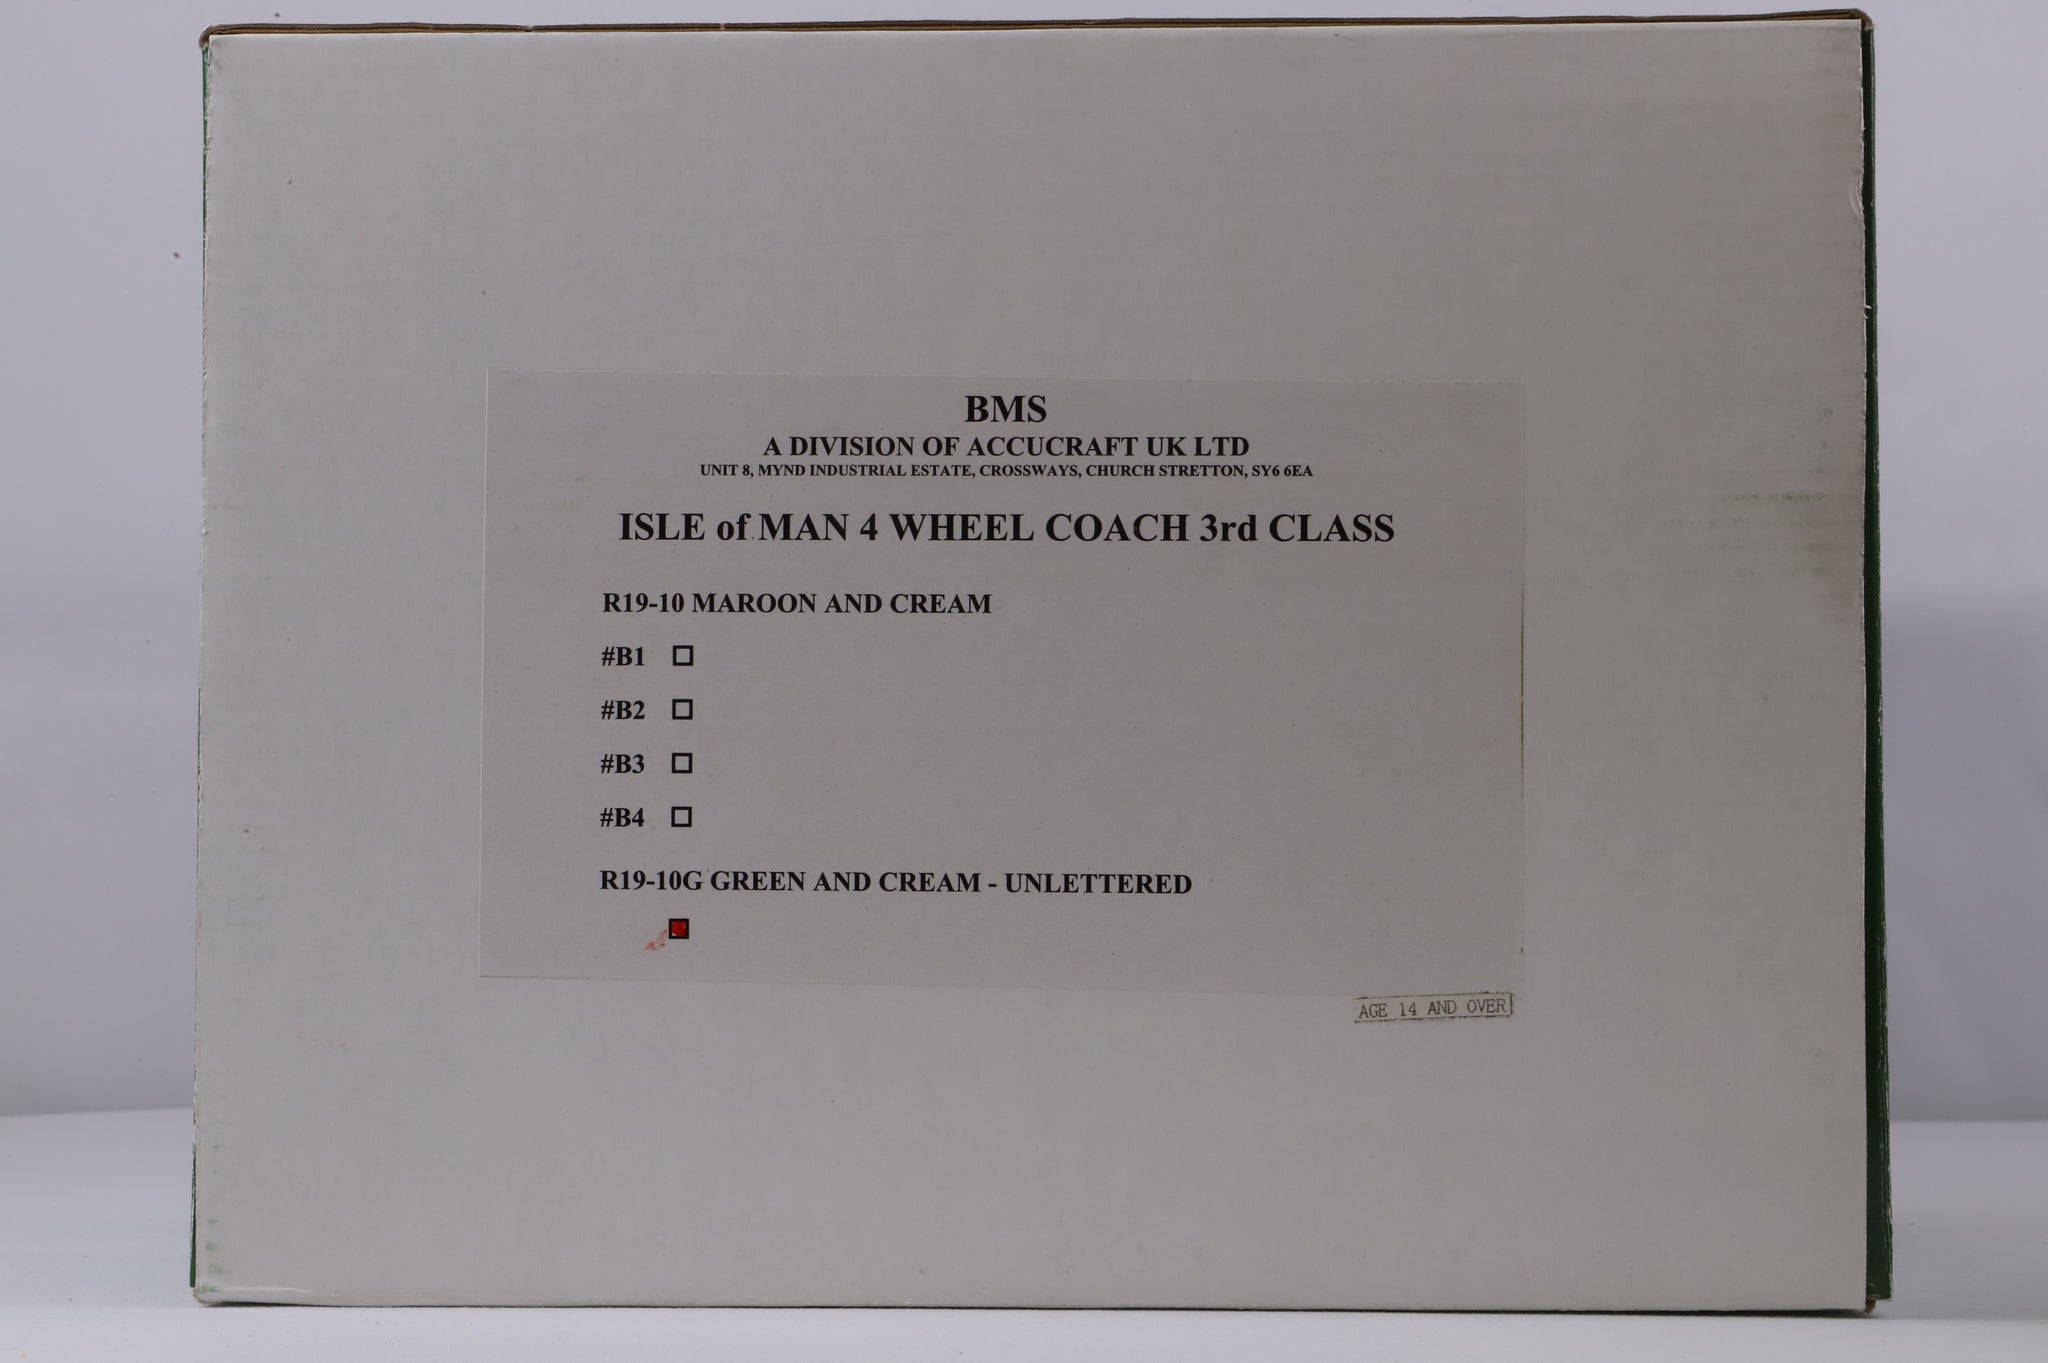 BMS
A DIVISION OF ACCUCRAFT UK LTD
UNIT 8, MYND INDUSTRIAL ESTATE, CROSSWAYS, CHURCH STRETTON, SY6 6EA
ISLE of MAN 4 WHEEL COACH 3rd CLASS
R19-10 MAROON AND CREAM
#B1 ☐
#B2 ☐
#B3 ☐
#B4 ☐
R19-10G GREEN AND CREAM - UNLETTERED
AGE 14 AND OVER